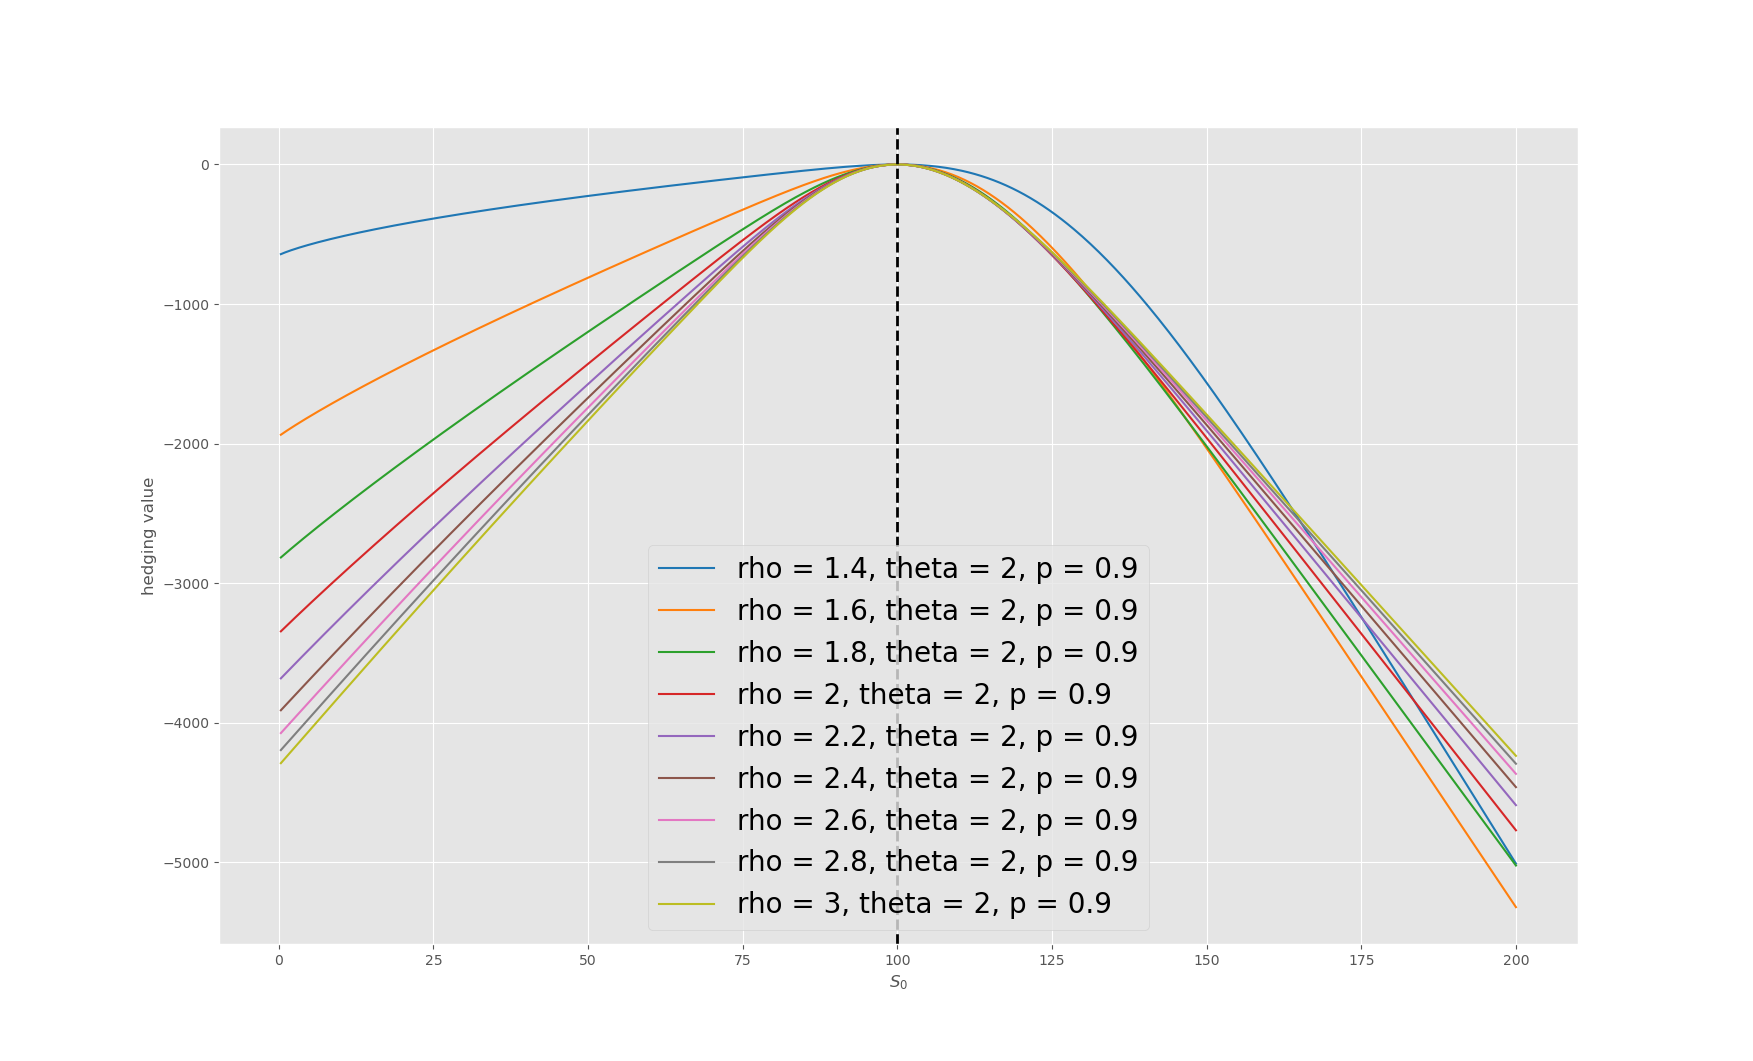 0
−1000
−2000
−3000
−4000
−5000
hedging value
rho = 1.4, theta = 2, p = 0.9
rho = 1.6, theta = 2, p = 0.9
rho = 1.8, theta = 2, p = 0.9
rho = 2, theta = 2, p = 0.9
rho = 2.2, theta = 2, p = 0.9
rho = 2.4, theta = 2, p = 0.9
rho = 2.6, theta = 2, p = 0.9
rho = 2.8, theta = 2, p = 0.9
rho = 3, theta = 2, p = 0.9
0 25 50 75 100 125 150 175 200
S₀